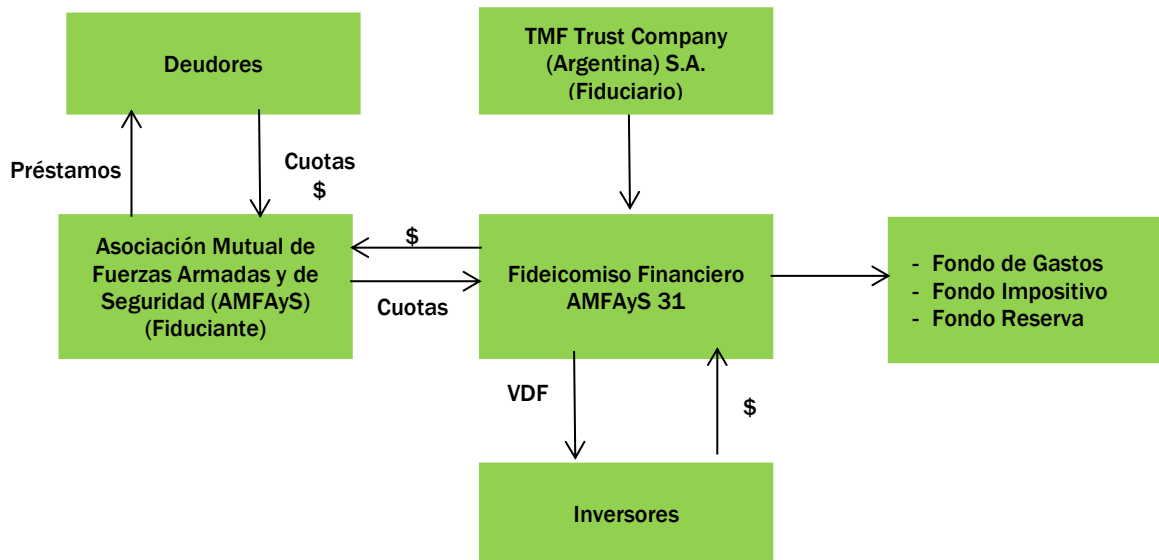 Deudores
TMF Trust Company
(Argentina) S.A.
(Fiduciario)
Préstamos
Cuotas
$
Asociación Mutual de
Fuerzas Armadas y de
Seguridad (AMFAyS)
(Fiduciante)
$
Cuotas
Fideicomiso Financiero
AMFAyS 31
- Fondo de Gastos
- Fondo Impositivo
- Fondo Reserva
VDF
$
Inversores